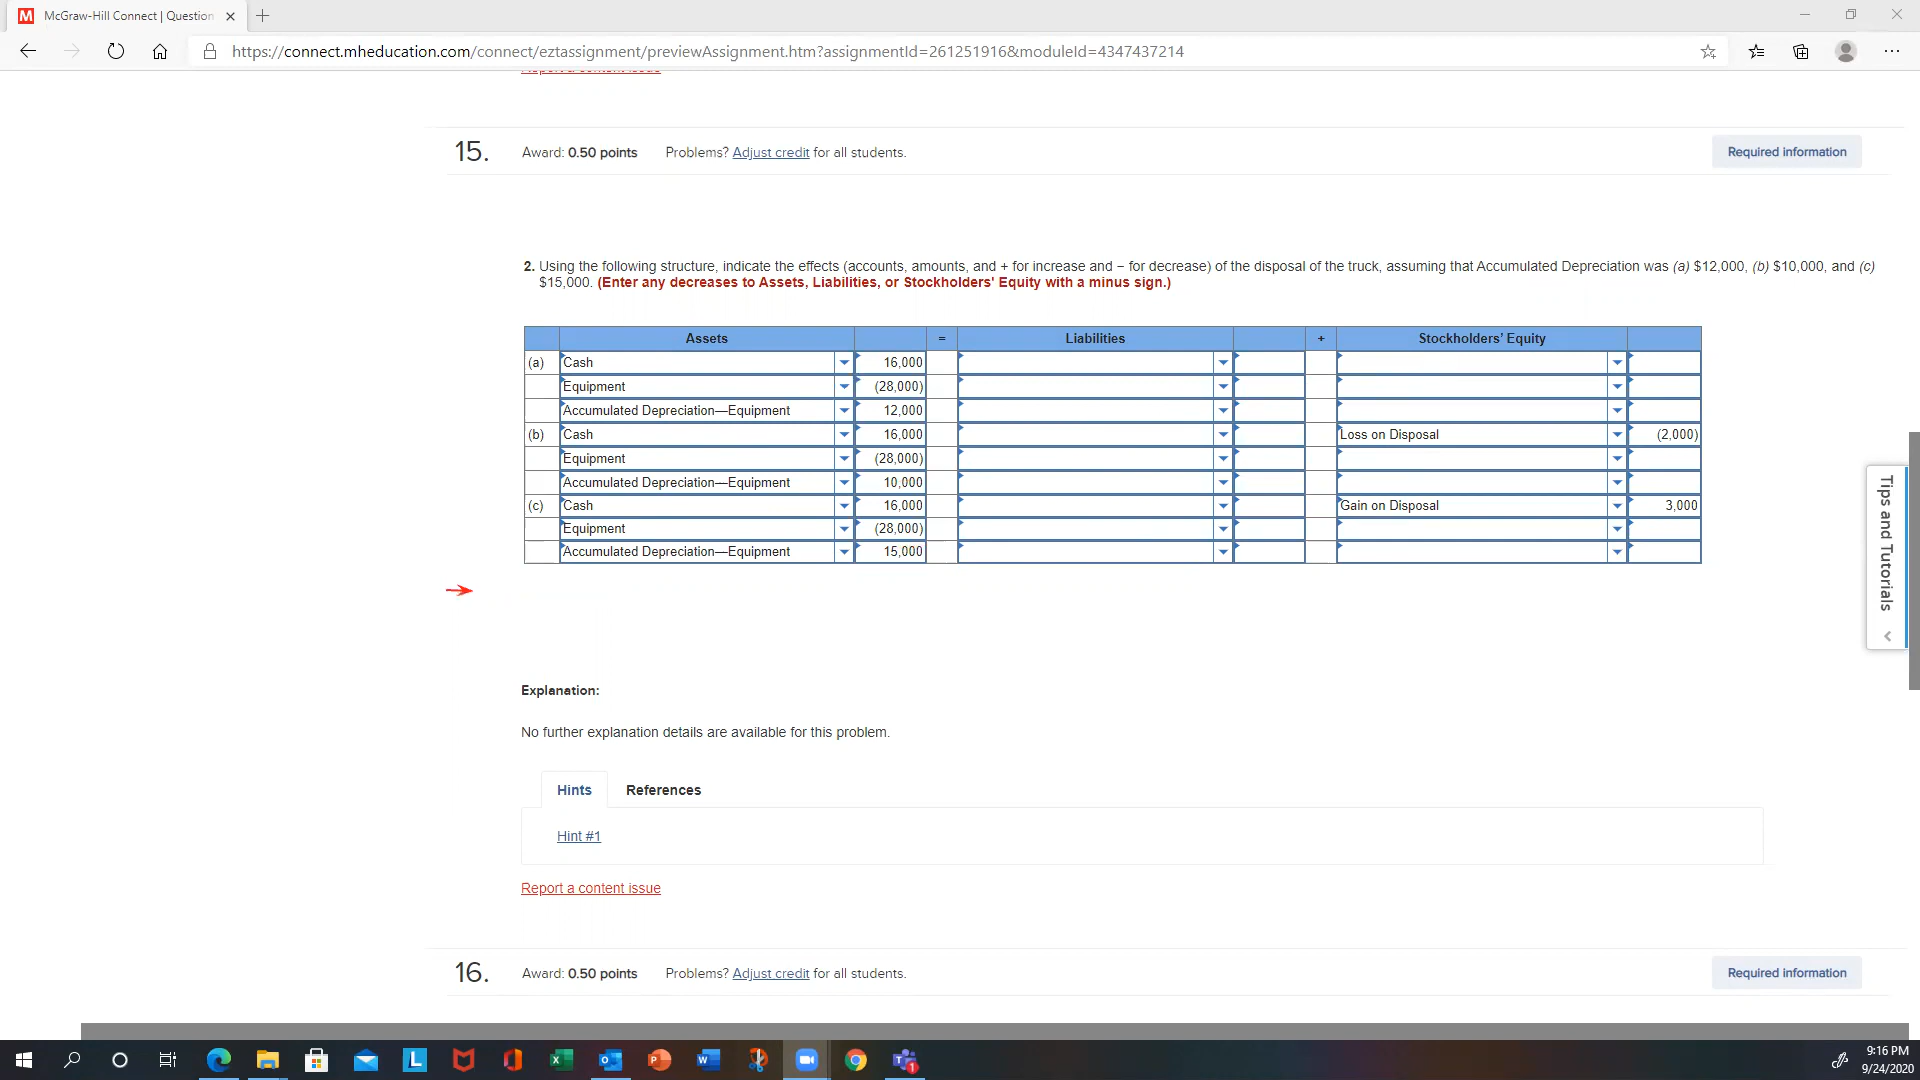 McGraw-Hill Connect | Question
https://connect.mheducation.com/connect/eztassignment/previewAssignment.htm?assignmentId=261251916&moduleId=4347437214
Report a content issue
15. Award: 0.50 points Problems? Adjust credit for all students. Required information
2. Using the following structure, indicate the effects (accounts, amounts, and + for increase and − for decrease) of the disposal of the truck, assuming that Accumulated Depreciation was (a) $12,000, (b) $10,000, and (c)
$15,000. (Enter any decreases to Assets, Liabilities, or Stockholders' Equity with a minus sign.)
Assets = Liabilities + Stockholders' Equity
(a) Cash 16,000
Equipment (28,000)
Accumulated Depreciation—Equipment 12,000
(b) Cash 16,000 Loss on Disposal (2,000)
Equipment (28,000)
Accumulated Depreciation—Equipment 10,000
(c) Cash 16,000 Gain on Disposal 3,000
Equipment (28,000)
Accumulated Depreciation—Equipment 15,000
Tips and Tutorials
Explanation:
No further explanation details are available for this problem.
Hints References
Hint #1
Report a content issue
16. Award: 0.50 points Problems? Adjust credit for all students. Required information
9:16 PM
9/24/2020